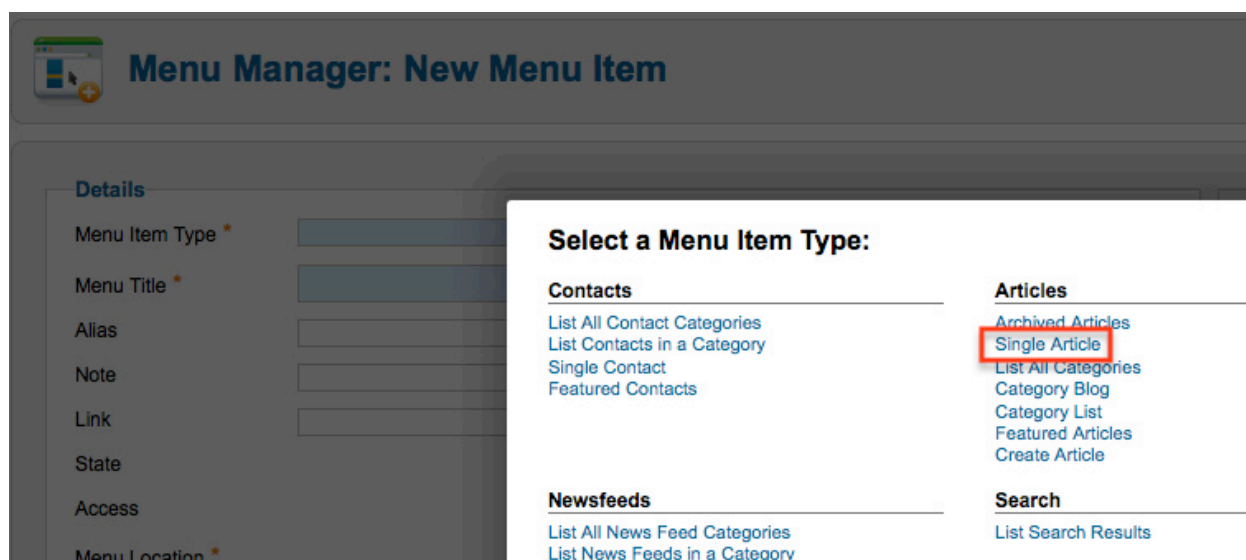 Menu Manager: New Menu Item
Details
Menu Item Type *
Menu Title *
Alias
Note
Link
State
Access
Menu Location *
Select a Menu Item Type:
Contacts
List All Contact Categories
List Contacts in a Category
Single Contact
Featured Contacts
Articles
Archived Articles
Single Article
List All Categories
Category Blog
Category List
Featured Articles
Create Article
Newsfeeds
List All News Feed Categories
List News Feeds in a Category
Search
List Search Results